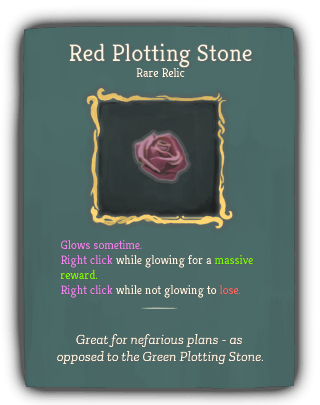 Red Plotting Stone
Rare Relic
Glows sometime.
Right click while glowing for a massive
reward.
Right click while not glowing to lose.
Great for nefarious plans - as
opposed to the Green Plotting Stone.